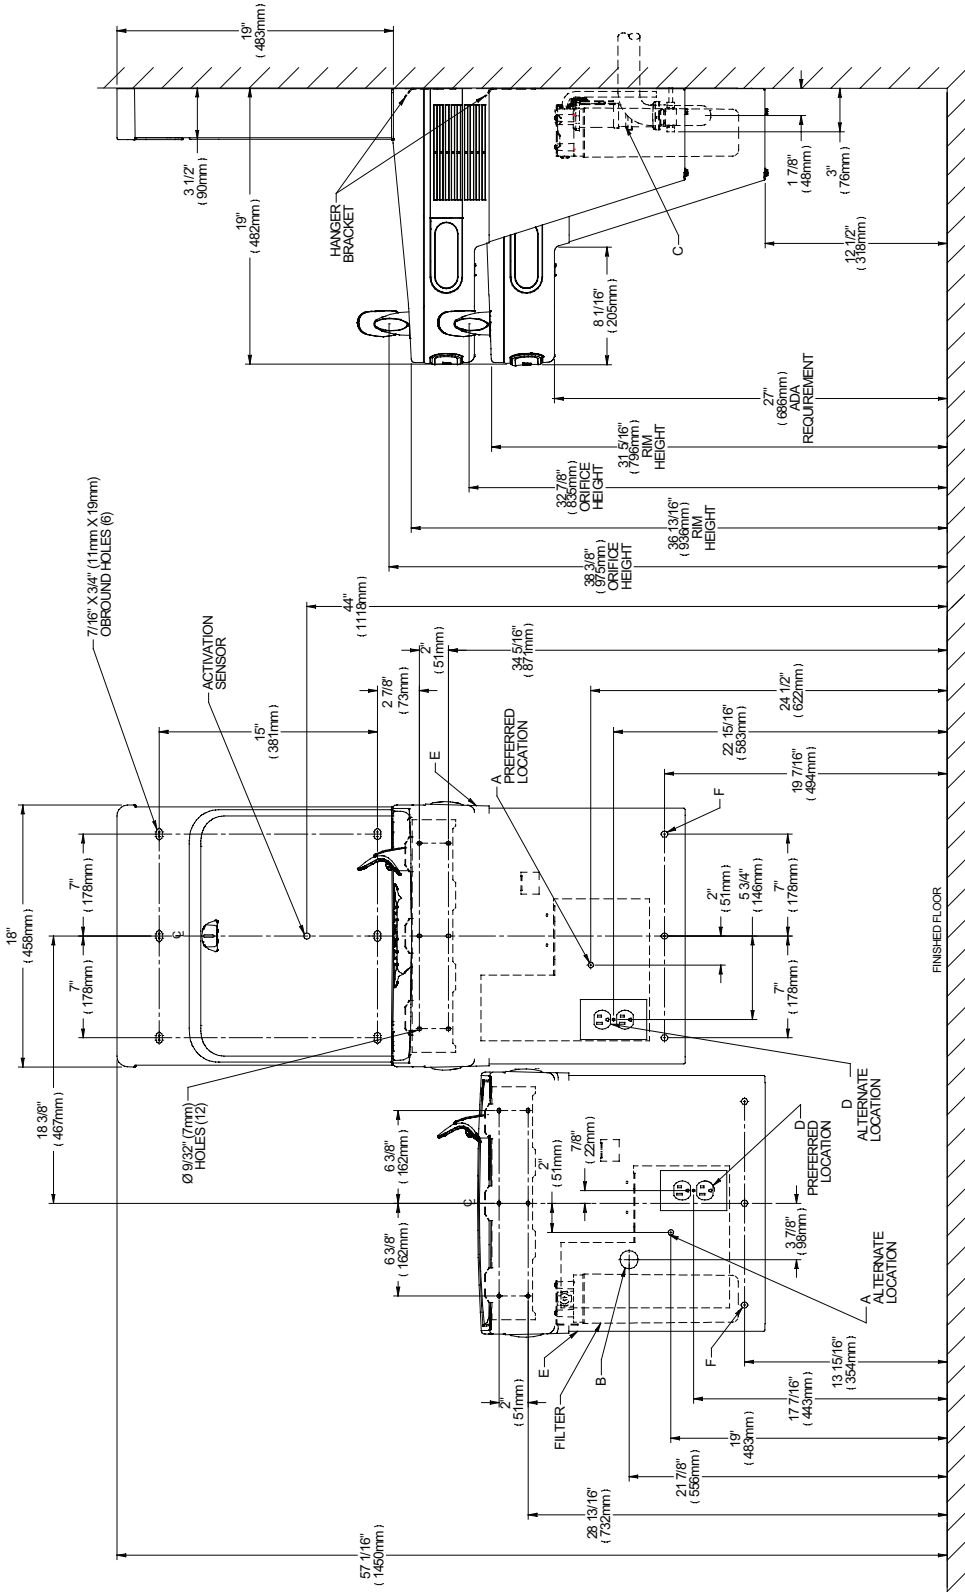 19"
( 483mm)
3 1/2"
( 90mm)
19"
( 482mm)
HANGER
BRACKET
C
1 7/8"
( 48mm)
3"
( 76mm)
12 1/2"
( 318mm)
8 1/16"
( 205mm)
27"
( 686mm)
ADA
REQUIREMENT
31 5/16"
( 796mm)
RIM
HEIGHT
32 7/8"
( 835mm)
ORIFICE
HEIGHT
36 13/16"
( 936mm)
RIM
HEIGHT
38 3/8"
( 975mm)
ORIFICE
HEIGHT
44"
( 1118mm)
7/16" X 3/4" (11mm X 19mm)
OBROUND HOLES (6)
ACTIVATION
SENSOR
15"
( 381mm)
2 7/8"
( 73mm)
2"
( 51mm)
34 5/16"
( 871mm)
E
A
PREFERRED
LOCATION
24 1/2"
( 622mm)
22 15/16"
( 583mm)
19 7/16"
( 494mm)
F
18"
( 458mm)
7"
( 178mm)
7"
( 178mm)
℄
2"
( 51mm)
5 3/4"
( 146mm)
7"
( 178mm)
7"
( 178mm)
FINISHED FLOOR
18 3/8"
( 467mm)
Ø 9/32" (7mm)
HOLES (12)
6 3/8"
( 162mm)
6 3/8"
( 162mm)
℄
7/8"
( 22mm)
2"
( 51mm)
D
ALTERNATE
LOCATION
D
PREFERRED
LOCATION
3 7/8"
( 98mm)
A
ALTERNATE
LOCATION
E
2"
( 51mm)
FILTER
B
F
13 15/16"
( 354mm)
17 7/16"
( 443mm)
19"
( 483mm)
21 7/8"
( 556mm)
28 13/16"
( 732mm)
57 1/16"
( 1450mm)